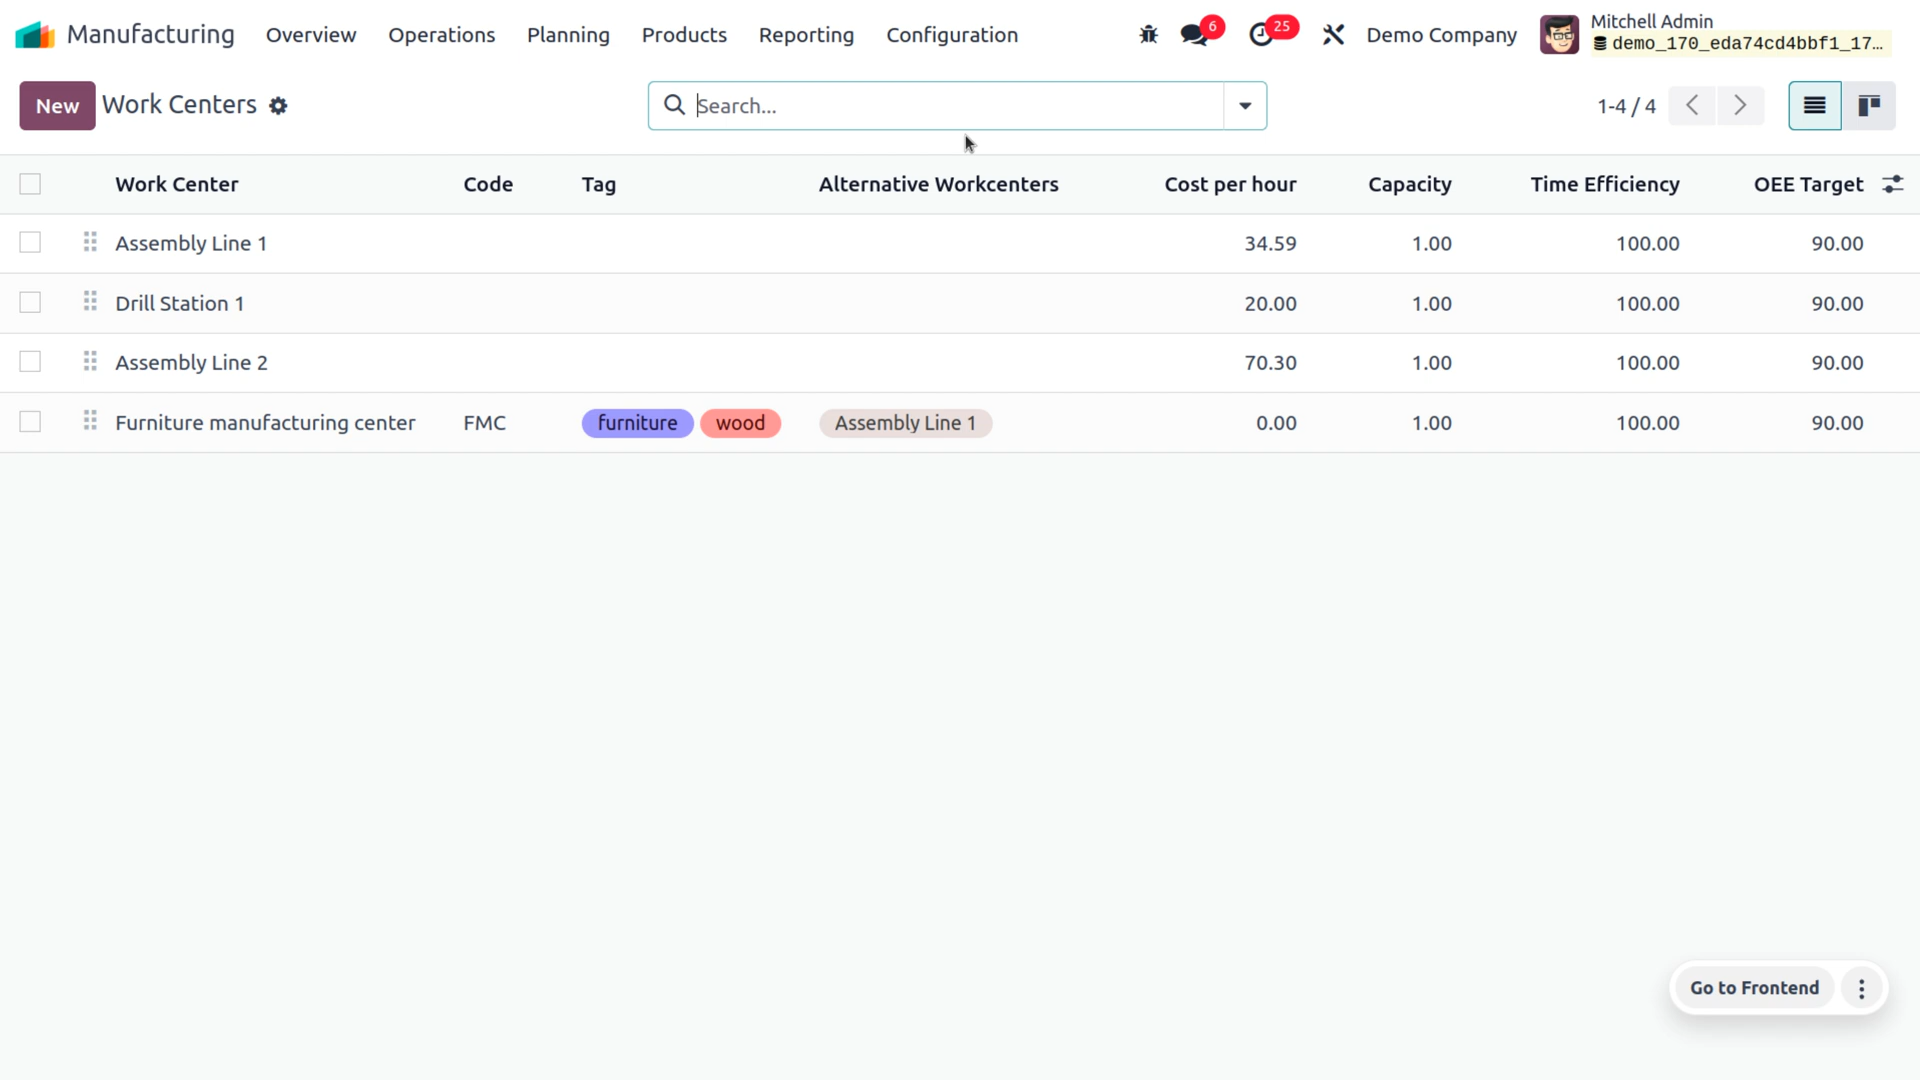 Manufacturing Overview Operations Planning Products Reporting Configuration 6 25 Demo Company Mitchell Admin
demo_170_eda74cd4bbf1_17…
New Work Centers Search... 1-4 / 4
Work Center Code Tag Alternative Workcenters Cost per hour Capacity Time Efficiency OEE Target
Assembly Line 1 34.59 1.00 100.00 90.00
Drill Station 1 20.00 1.00 100.00 90.00
Assembly Line 2 70.30 1.00 100.00 90.00
Furniture manufacturing center FMC furniture wood Assembly Line 1 0.00 1.00 100.00 90.00
Go to Frontend